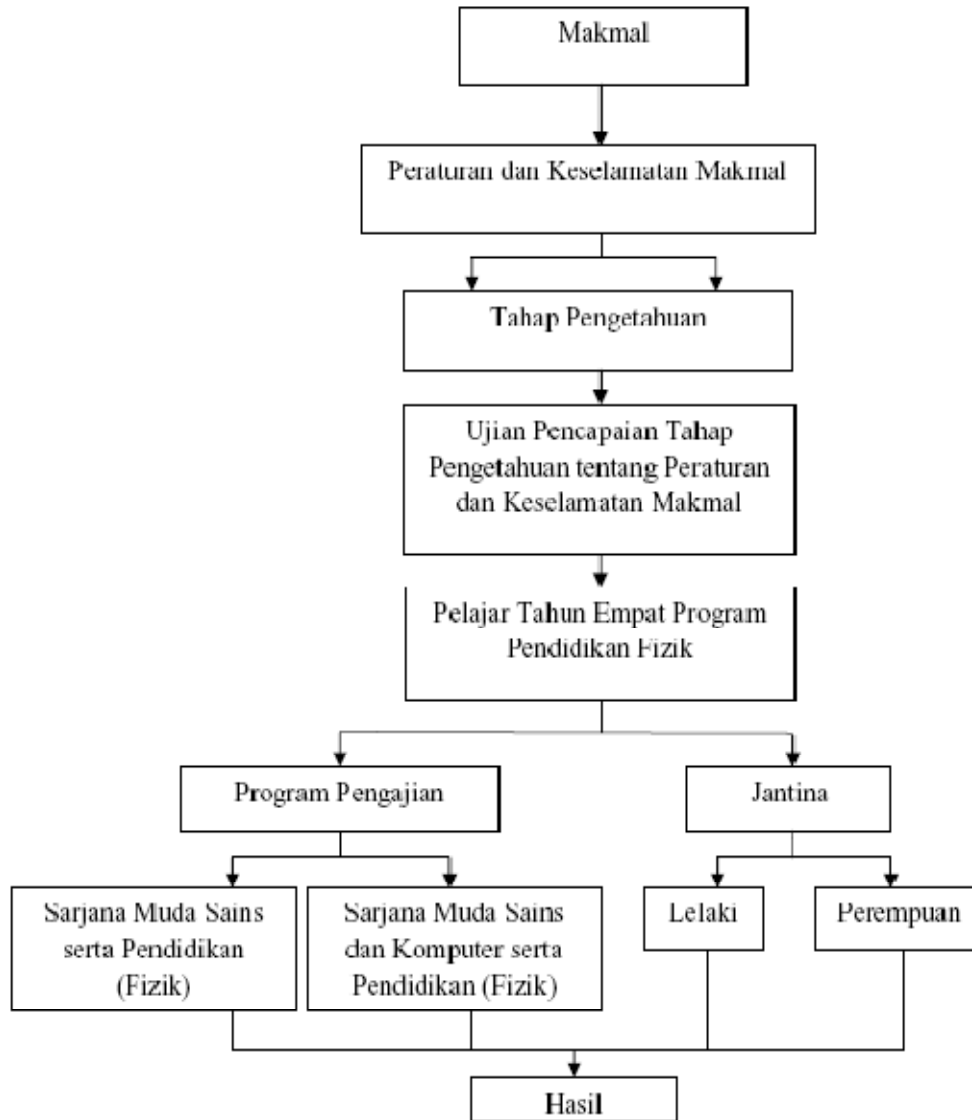 Makmal
Peraturan dan Keselamatan Makmal
Tahap Pengetahuan
Ujian Pencapaian Tahap
Pengetahuan tentang Peraturan
dan Keselamatan Makmal
Pelajar Tahun Empat Program
Pendidikan Fizik
Program Pengajian
Jantina
Sarjana Muda Sains
serta Pendidikan
(Fizik)
Sarjana Muda Sains
dan Komputer serta
Pendidikan (Fizik)
Lelaki
Perempuan
Hasil